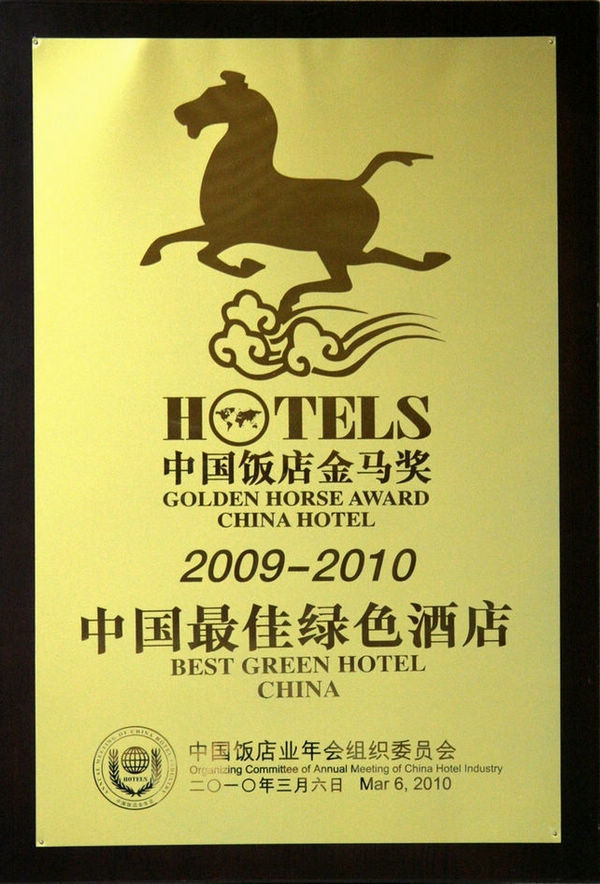 HOTELS
中国饭店金马奖
GOLDEN HORSE AWARD
CHINA HOTEL
2009-2010
中国最佳绿色酒店
BEST GREEN HOTEL
CHINA
HOTELS
中国饭店业年会组织委员会
Organizing Committee of Annual Meeting of China Hotel Industry
二〇一〇年三月六日 Mar 6, 2010